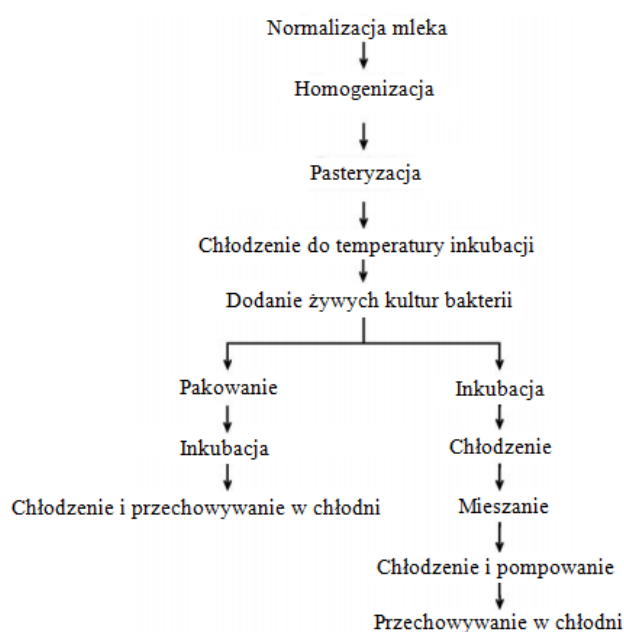 Normalizacja mleka
Homogenizacja
Pasteryzacja
Chłodzenie do temperatury inkubacji
Dodanie żywych kultur bakterii
Pakowanie
Inkubacja
Chłodzenie i przechowywanie w chłodni
Inkubacja
Chłodzenie
Mieszanie
Chłodzenie i pompowanie
Przechowywanie w chłodni